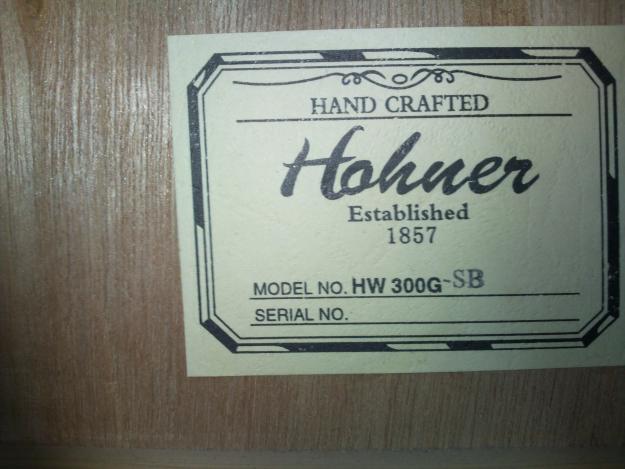 HAND CRAFTED
Hohner
Established
1857
MODEL NO. HW 300G-SB
SERIAL NO.